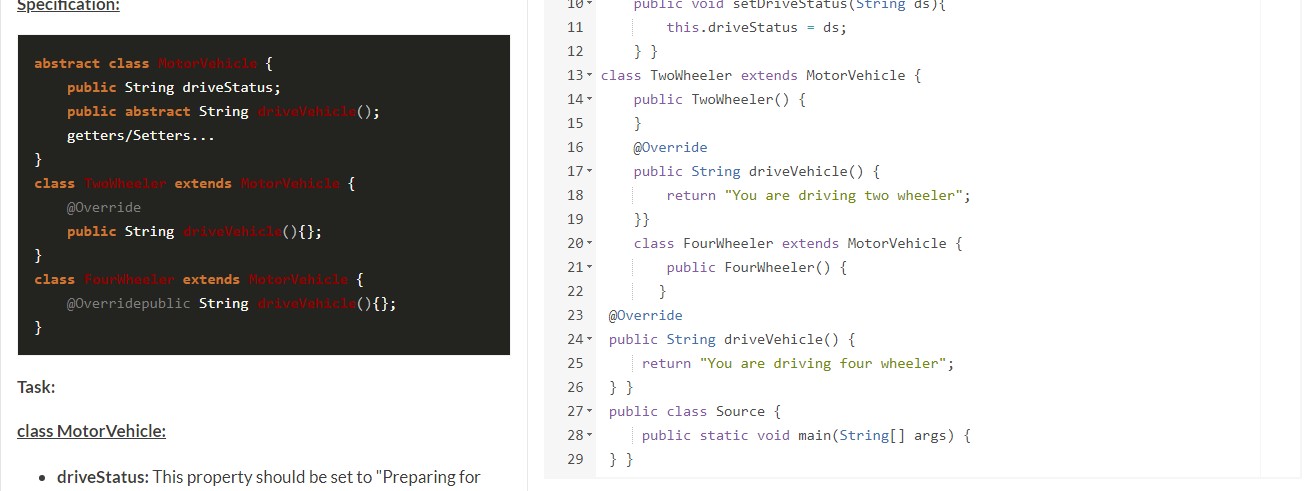 Specification:
abstract class MotorVehicle {
public String driveStatus;
public abstract String driveVehicle();
getters/Setters...
}
class TwoWheeler extends MotorVehicle {
@Override
public String driveVehicle(){};
}
class FourWheeler extends MotorVehicle {
@Overridepublic String driveVehicle(){};
}
Task:
class MotorVehicle:
• driveStatus: This property should be set to "Preparing for
10 public void setDriveStatus(String ds){
11 this.driveStatus = ds;
12 } }
13 class TwoWheeler extends MotorVehicle {
14 public TwoWheeler() {
15 }
16 @Override
17 public String driveVehicle() {
18 return "You are driving two wheeler";
19 }}
20 class FourWheeler extends MotorVehicle {
21 public FourWheeler() {
22 }
23 @Override
24 public String driveVehicle() {
25 return "You are driving four wheeler";
26 } }
27 public class Source {
28 public static void main(String[] args) {
29 } }